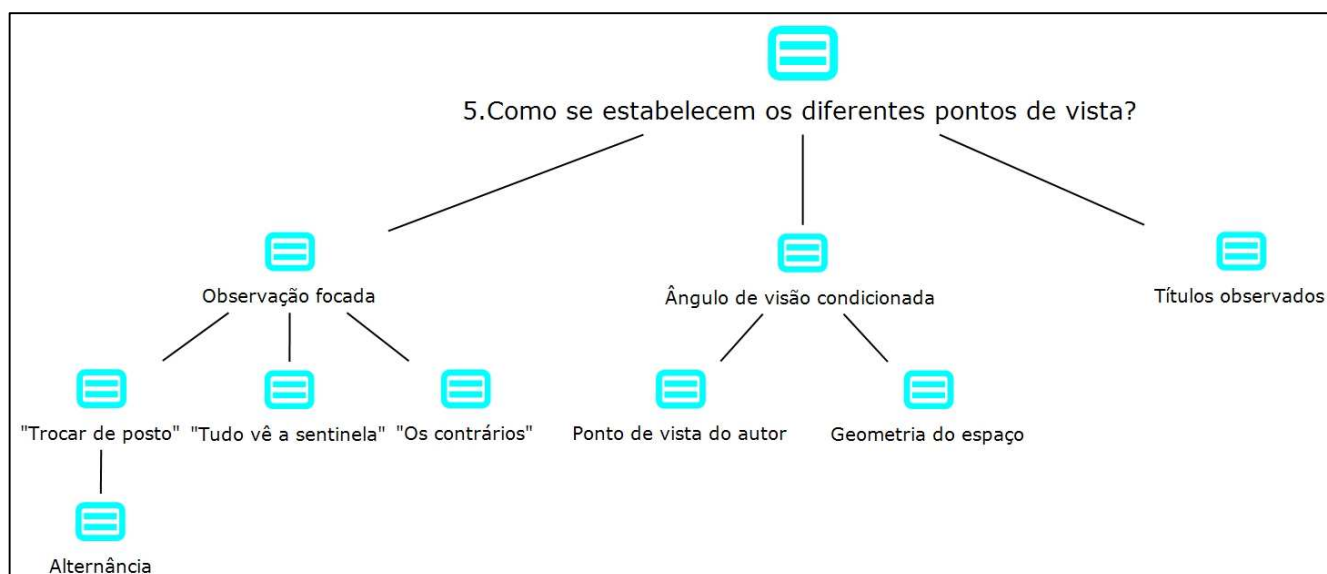 5.Como se estabelecem os diferentes pontos de vista?
Observação focada
Ângulo de visão condicionada
Títulos observados
"Trocar de posto"
"Tudo vê a sentinela"
"Os contrários"
Ponto de vista do autor
Geometria do espaço
Alternância